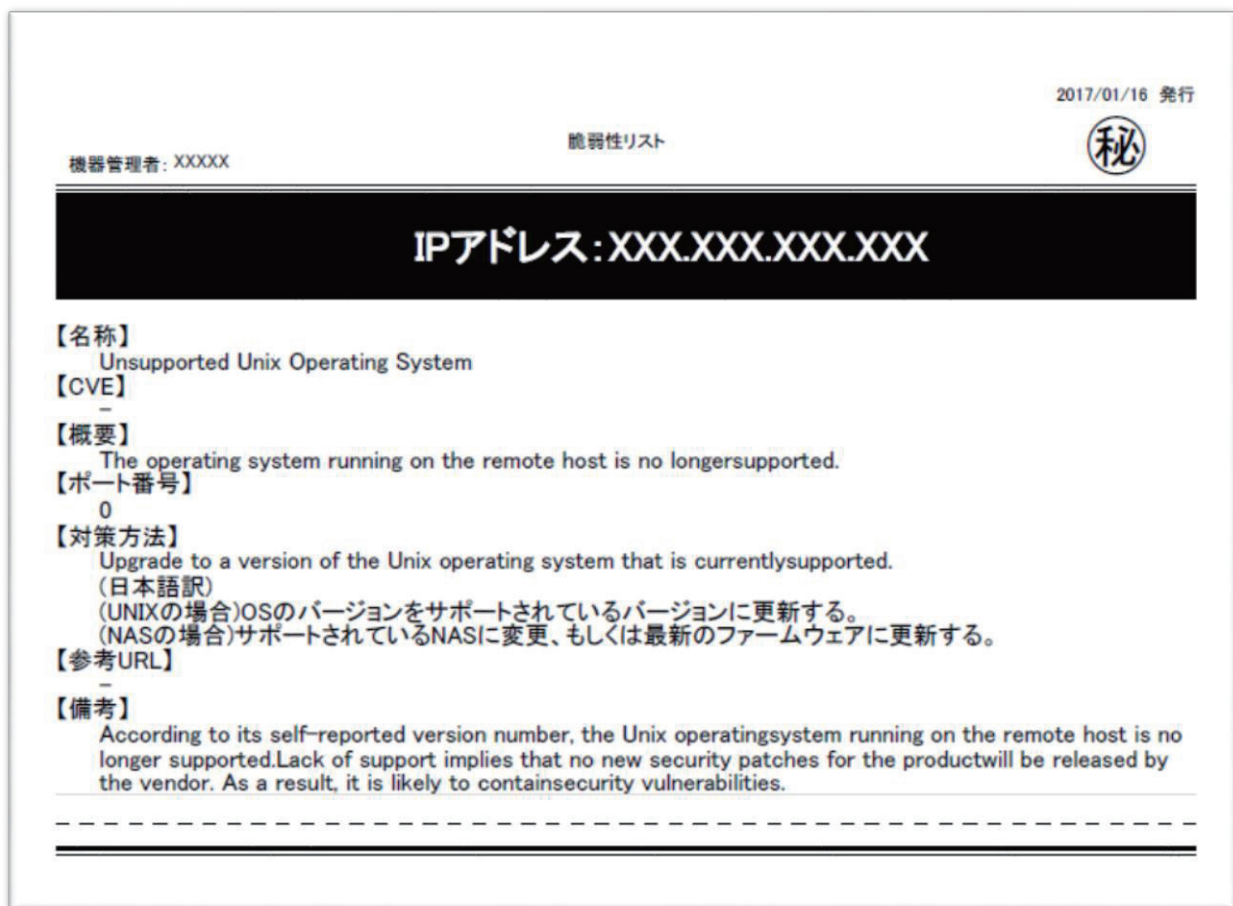 2017/01/16 発行
脆弱性リスト
㊙
機器管理者: XXXXX
IPアドレス:XXX.XXX.XXX.XXX
【名称】
Unsupported Unix Operating System
【CVE】
-
【概要】
The operating system running on the remote host is no longersupported.
【ポート番号】
0
【対策方法】
Upgrade to a version of the Unix operating system that is currentlysupported.
(日本語訳)
(UNIXの場合)OSのバージョンをサポートされているバージョンに更新する。
(NASの場合)サポートされているNASに変更、もしくは最新のファームウェアに更新する。
【参考URL】
-
【備考】
According to its self-reported version number, the Unix operatingsystem running on the remote host is no
longer supported.Lack of support implies that no new security patches for the productwill be released by
the vendor. As a result, it is likely to containsecurity vulnerabilities.